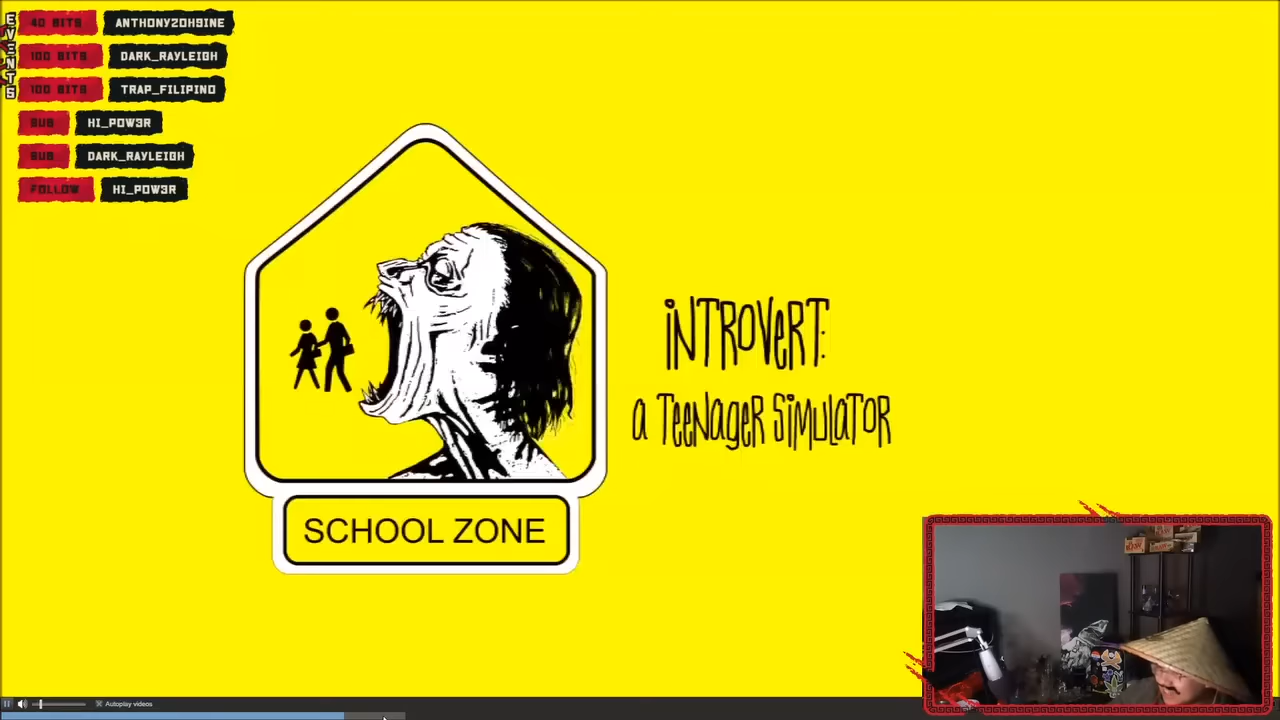 EVENTS
40 BITS ANTHONYZOHSINE
100 BITS DARK_RAYLEIGH
100 BITS TRAP_FILIPINO
SUB HI_POW3R
SUB DARK_RAYLEIGH
FOLLOW HI_POW3R
INTROVERT:
a TEENAGER SIMULATOR
SCHOOL ZONE
Autoplay videos